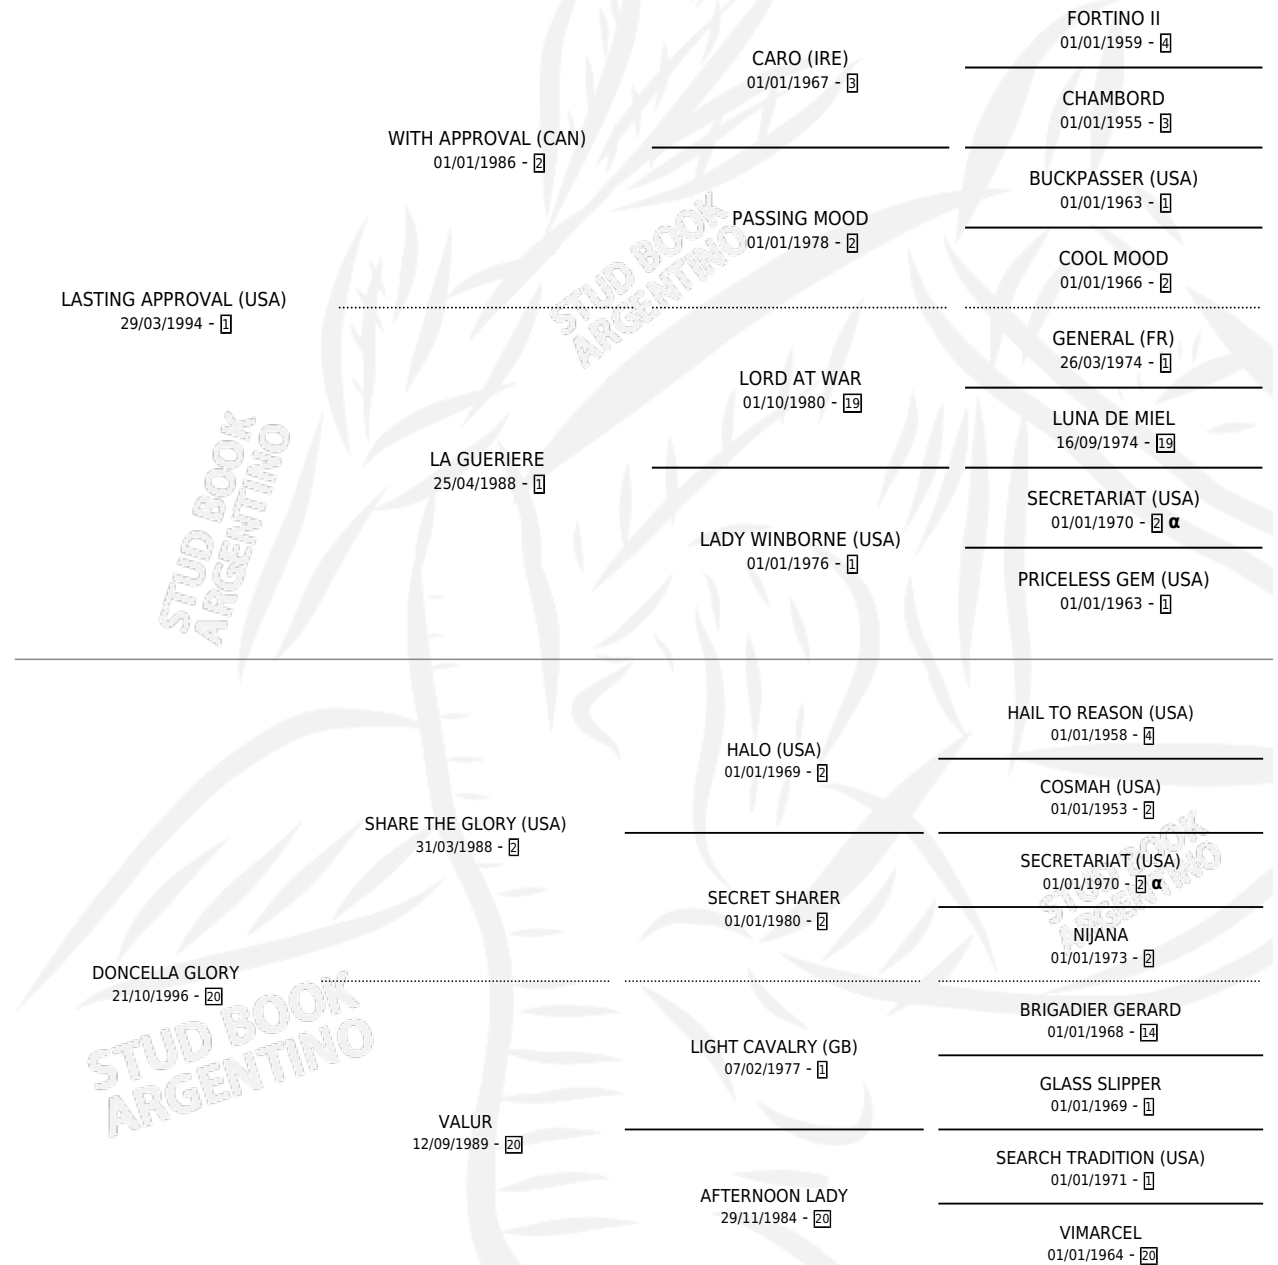 FORTINO II
01/01/1959 - 4
CARO (IRE)
01/01/1967 - 3
CHAMBORD
01/01/1955 - 3
WITH APPROVAL (CAN)
01/01/1986 - 2
BUCKPASSER (USA)
01/01/1963 - 1
PASSING MOOD
01/01/1978 - 2
COOL MOOD
01/01/1966 - 2
STUD BOOK
ARGENTINO
LASTING APPROVAL (USA)
29/03/1994 - 1
GENERAL (FR)
26/03/1974 - 1
LORD AT WAR
01/10/1980 - 19
LUNA DE MIEL
16/09/1974 - 19
LA GUERIERE
25/04/1988 - 1
SECRETARIAT (USA)
01/01/1970 - 2 α
LADY WINBORNE (USA)
01/01/1976 - 1
PRICELESS GEM (USA)
01/01/1963 - 1
STUD BOOK
ARGENTINO
HAIL TO REASON (USA)
01/01/1958 - 4
HALO (USA)
01/01/1969 - 2
COSMAH (USA)
01/01/1953 - 2
SHARE THE GLORY (USA)
31/03/1988 - 2
SECRETARIAT (USA)
01/01/1970 - 2 α
SECRET SHARER
01/01/1980 - 2
NIJANA
01/01/1973 - 2
STUD BOOK
ARGENTINO
DONCELLA GLORY
21/10/1996 - 20
BRIGADIER GERARD
01/01/1968 - 14
LIGHT CAVALRY (GB)
07/02/1977 - 1
GLASS SLIPPER
01/01/1969 - 1
VALUR
12/09/1989 - 20
SEARCH TRADITION (USA)
01/01/1971 - 1
AFTERNOON LADY
29/11/1984 - 20
VIMARCEL
01/01/1964 - 20
STUD BOOK
ARGENTINO